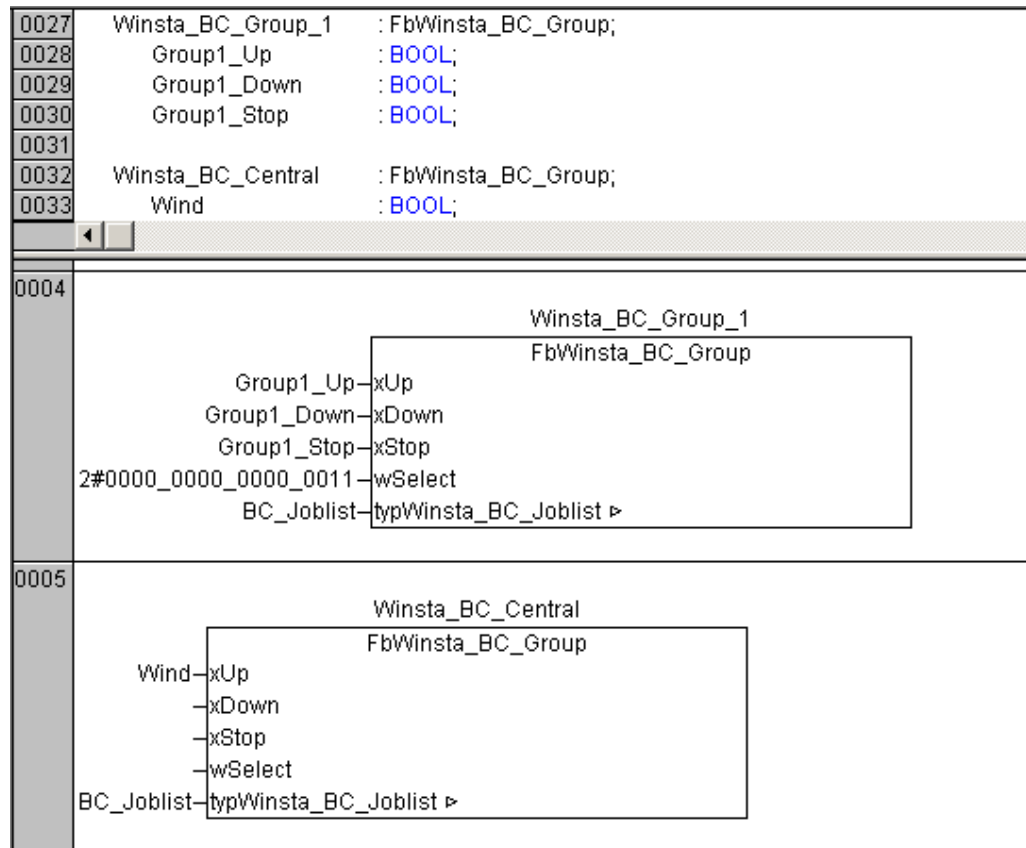 0027 Winsta_BC_Group_1 : FbWinsta_BC_Group;
0028 Group1_Up : BOOL;
0029 Group1_Down : BOOL;
0030 Group1_Stop : BOOL;
0031
0032 Winsta_BC_Central : FbWinsta_BC_Group;
0033 Wind : BOOL;
0004
Winsta_BC_Group_1
FbWinsta_BC_Group
Group1_Up xUp
Group1_Down xDown
Group1_Stop xStop
2#0000_0000_0000_0011 wSelect
BC_Joblist typWinsta_BC_Joblist
0005
Winsta_BC_Central
FbWinsta_BC_Group
Wind xUp
xDown
xStop
wSelect
BC_Joblist typWinsta_BC_Joblist